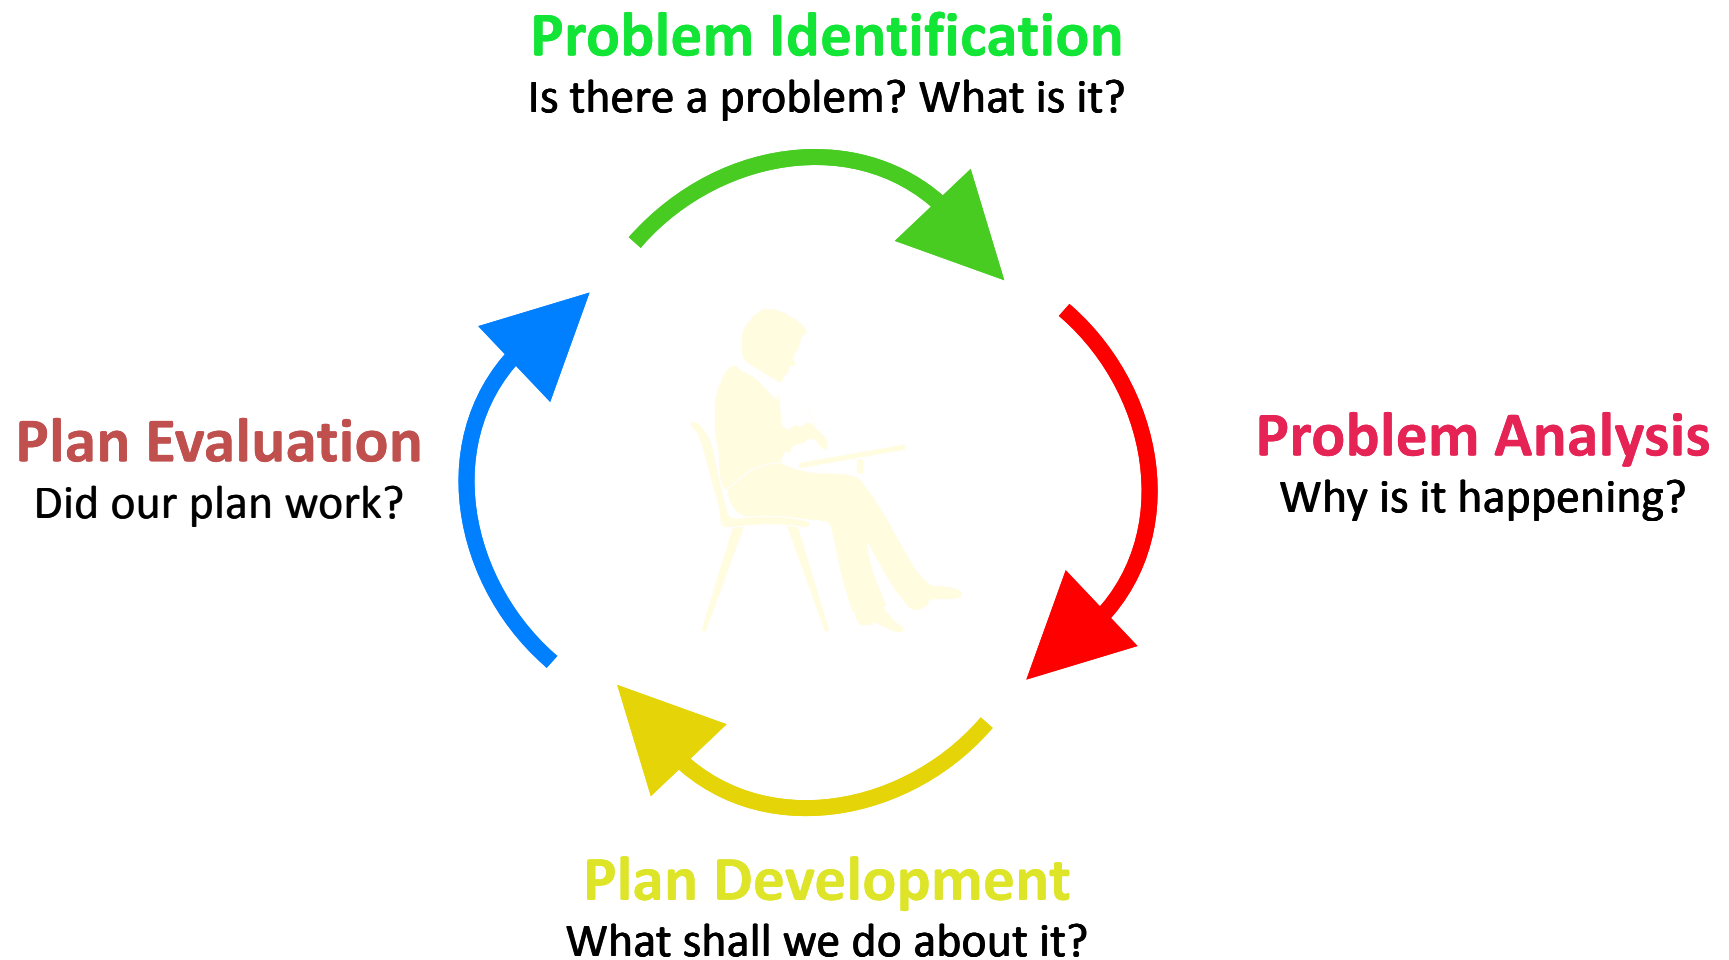 Problem Identification
Is there a problem? What is it?
Problem Analysis
Why is it happening?
Plan Development
What shall we do about it?
Plan Evaluation
Did our plan work?